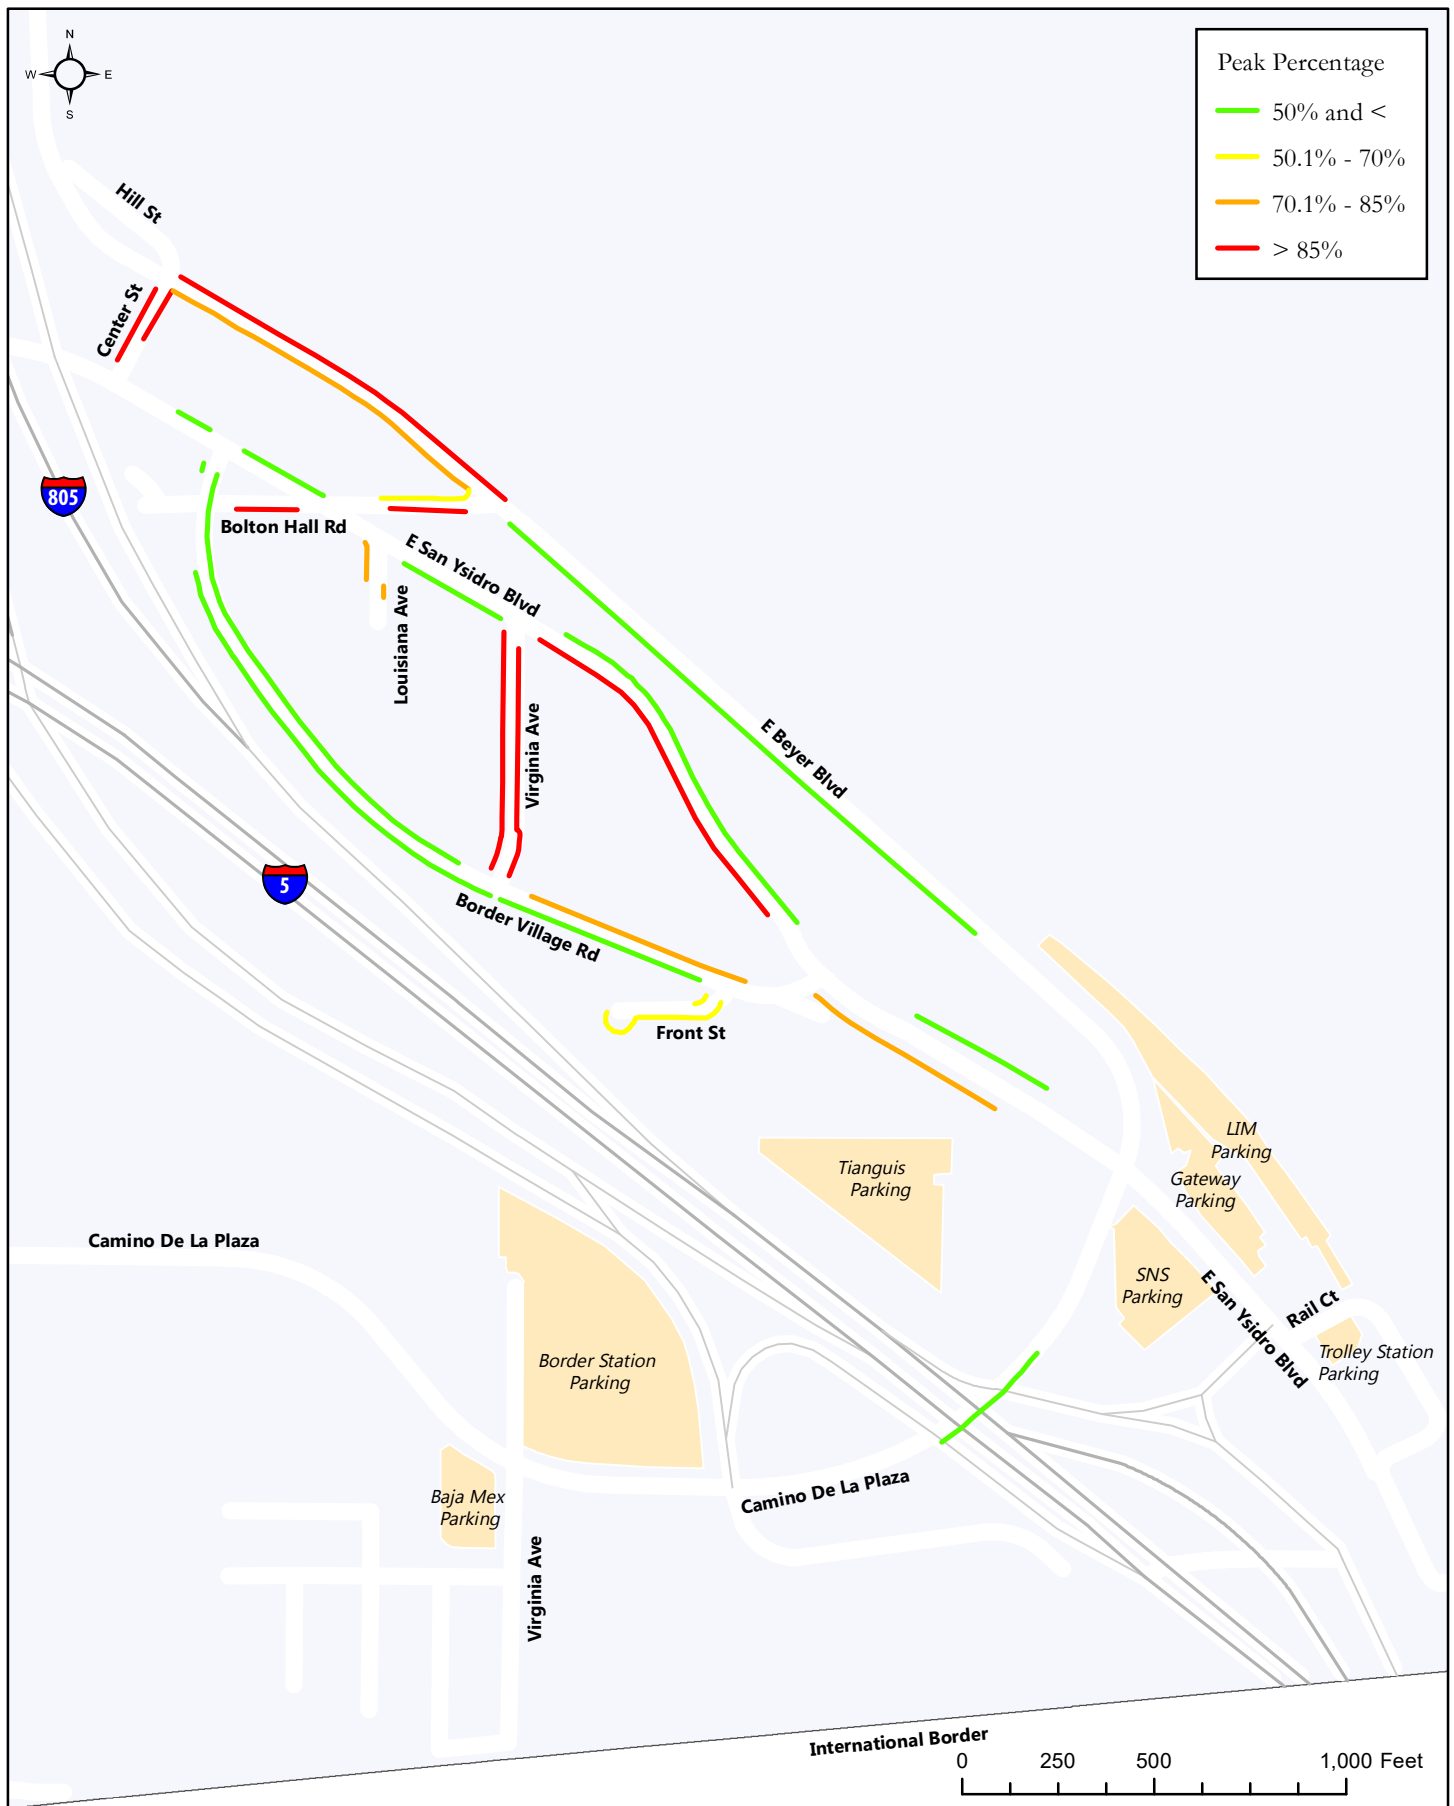 N
W E
S
Peak Percentage
50% and <
50.1% - 70%
70.1% - 85%
> 85%
Hill St
Center St
805
Bolton Hall Rd
E San Ysidro Blvd
Louisiana Ave
Virginia Ave
E Beyer Blvd
5
Border Village Rd
Front St
LIM
Parking
Tianguis
Parking
Gateway
Parking
Camino De La Plaza
SNS
Parking
E San Ysidro Blvd
Rail Ct
Trolley Station
Parking
Border Station
Parking
Baja Mex
Parking
Camino De La Plaza
Virginia Ave
International Border
0 250 500 1,000 Feet